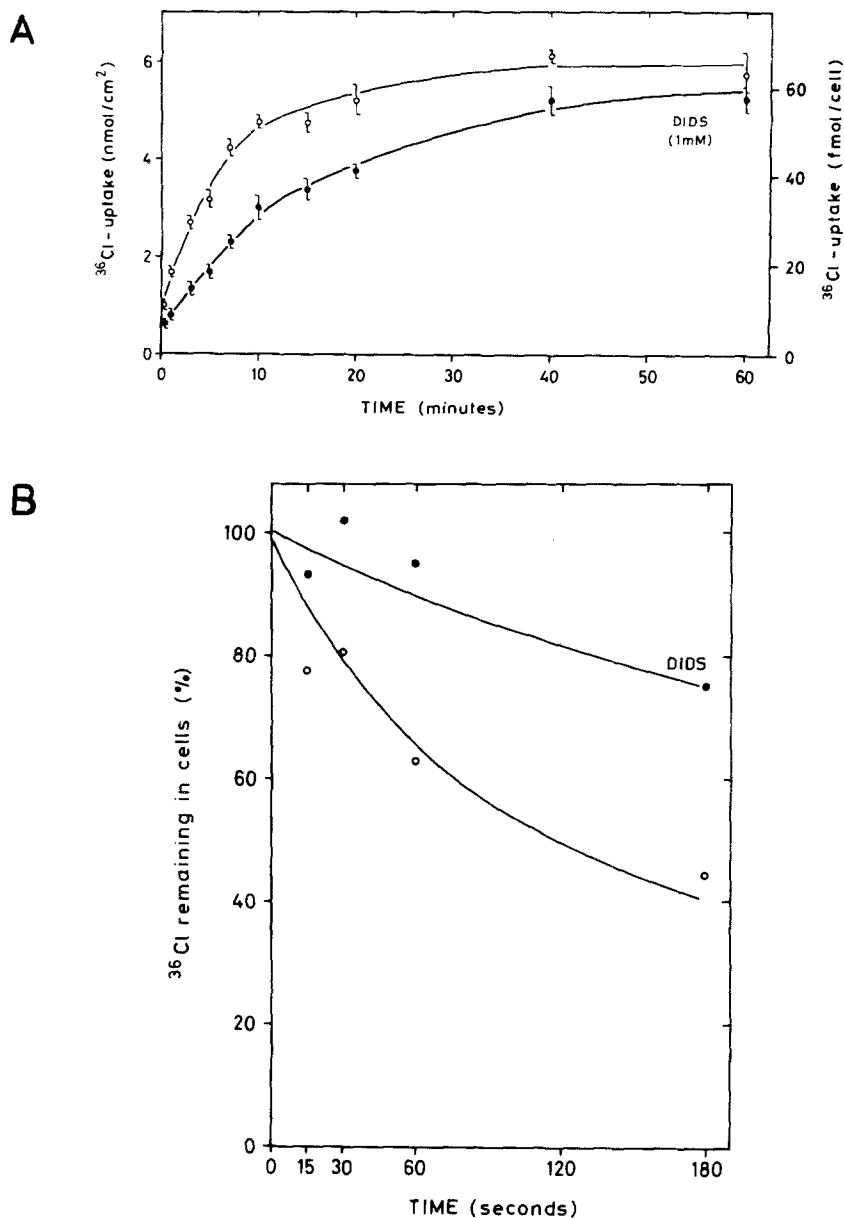 A
³⁶Cl-uptake (nmol/cm²)
6
4
2
0
DIDS
(1mM)
60
40
20
0
³⁶Cl-uptake (fmol/cell)
0 10 20 30 40 50 60
TIME (minutes)
B
³⁶Cl remaining in cells (%)
100
80
60
40
20
0
DIDS
0 15 30 60 120 180
TIME (seconds)